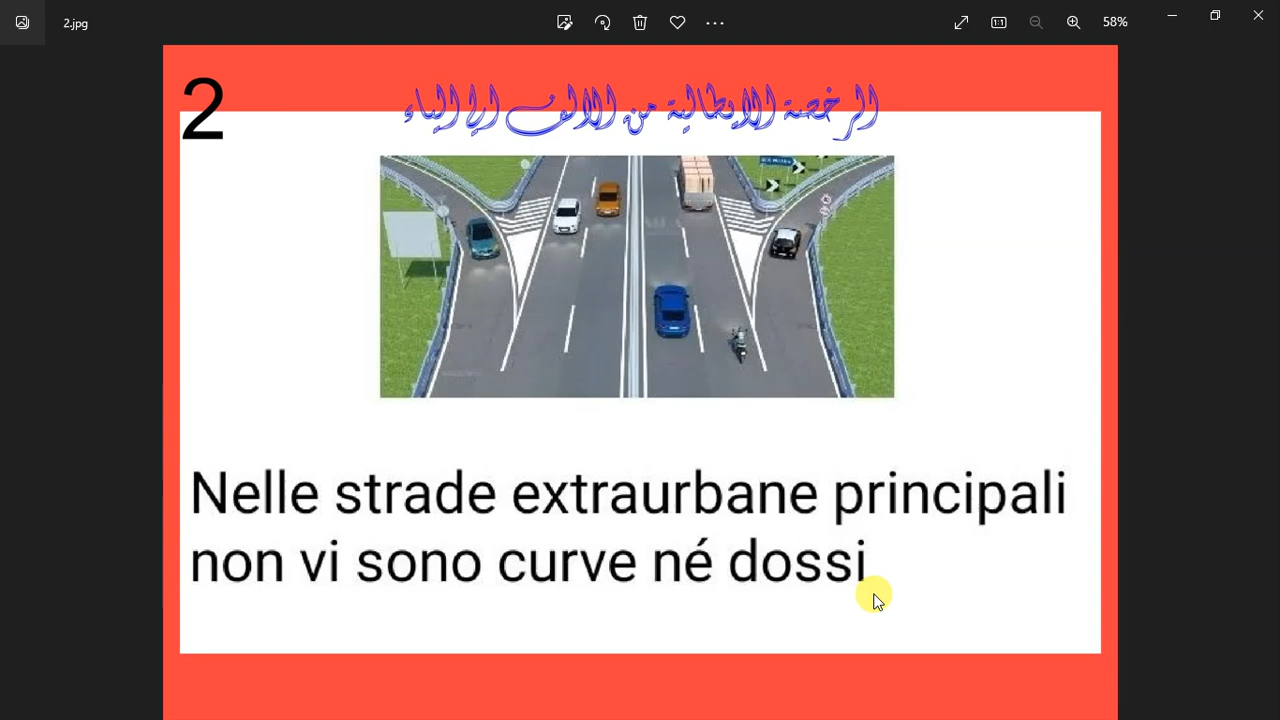 2.jpg
58%
2
الرخصة الايطالية من الالف الى الياء
Nelle strade extraurbane principali
non vi sono curve né dossi